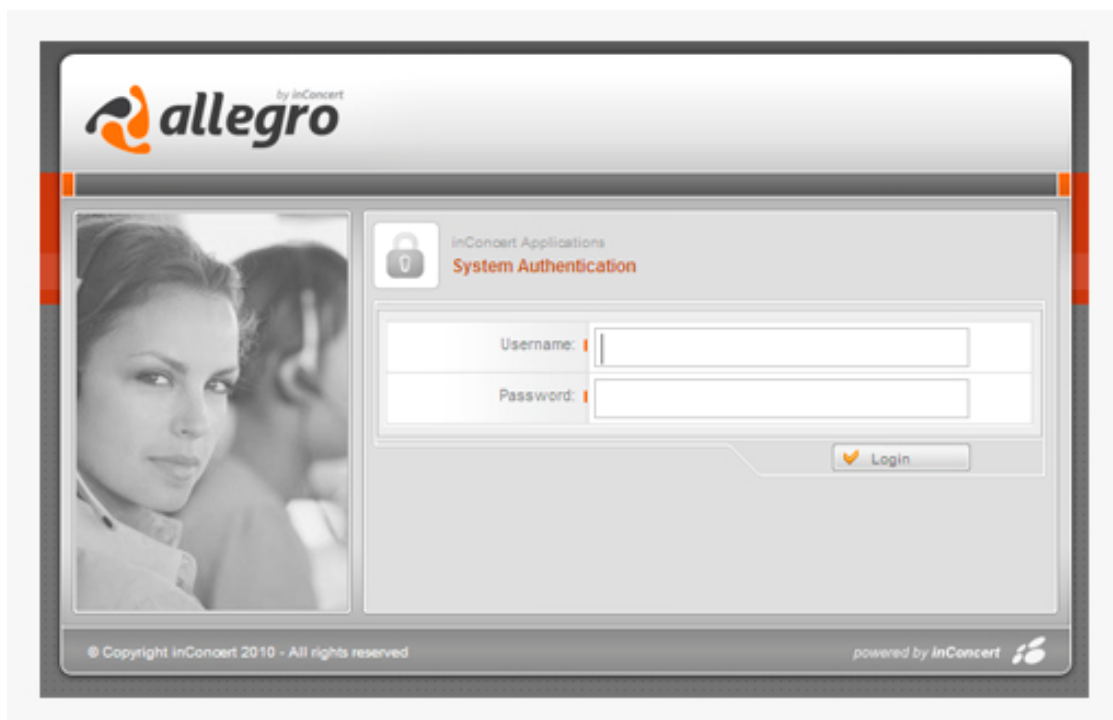 by inConcert
allegro
inConcert Applications
System Authentication
Username:
Password:
Login
© Copyright inConcert 2010 - All rights reserved
powered by inConcert